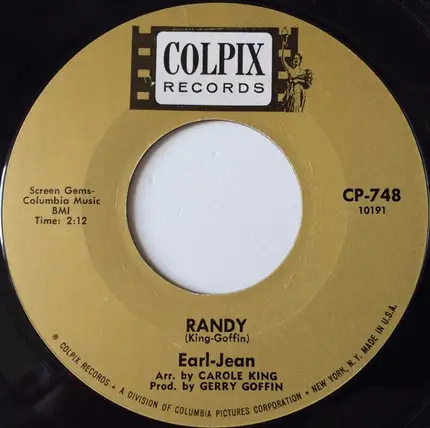 COLPIX
RECORDS
Screen Gems-
Columbia Music
BMI
Time: 2:12
CP-748
10191
RANDY
(King-Goffin)
Earl-Jean
Arr. by CAROLE KING
Prod. by GERRY GOFFIN
® COLPIX RECORDS • A DIVISION OF COLUMBIA PICTURES CORPORATION • NEW YORK, N.Y. MADE IN U.S.A.